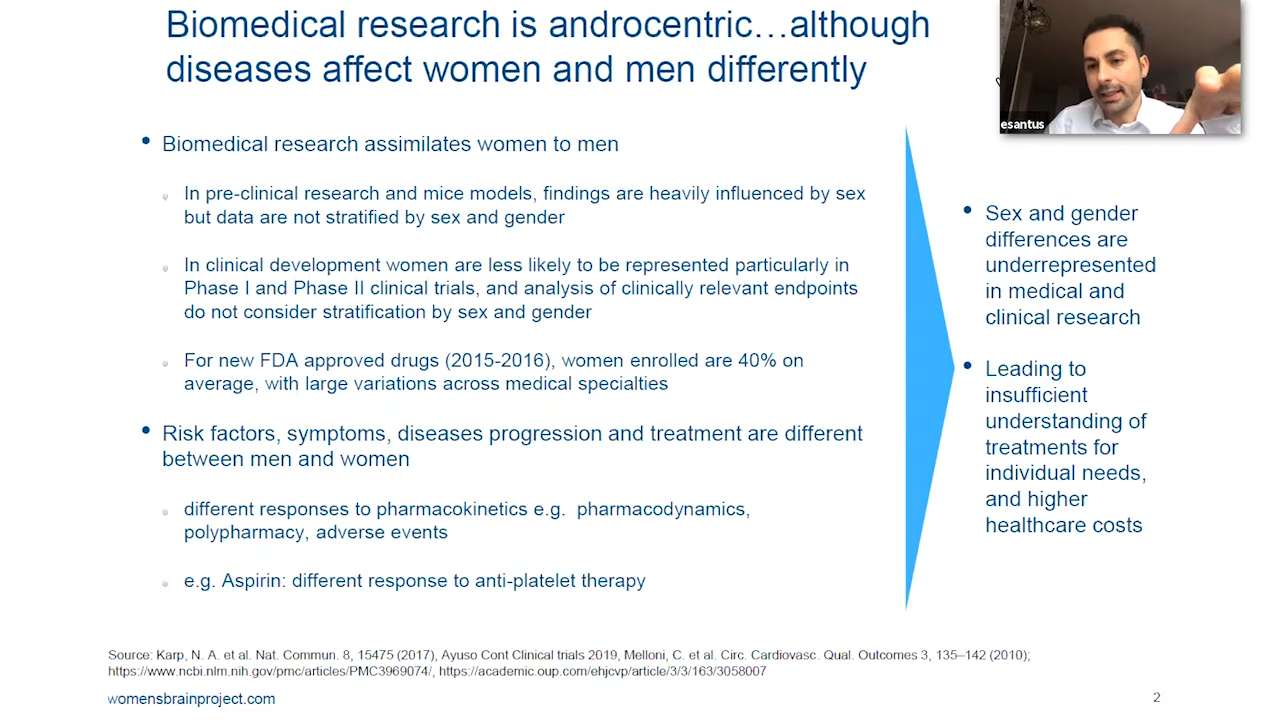 Biomedical research is androcentric…although
diseases affect women and men differently
esantus
• Biomedical research assimilates women to men
In pre-clinical research and mice models, findings are heavily influenced by sex
but data are not stratified by sex and gender
In clinical development women are less likely to be represented particularly in
Phase I and Phase II clinical trials, and analysis of clinically relevant endpoints
do not consider stratification by sex and gender
For new FDA approved drugs (2015-2016), women enrolled are 40% on
average, with large variations across medical specialties
• Risk factors, symptoms, diseases progression and treatment are different
between men and women
different responses to pharmacokinetics e.g. pharmacodynamics,
polypharmacy, adverse events
e.g. Aspirin: different response to anti-platelet therapy
• Sex and gender
differences are
underrepresented
in medical and
clinical research
• Leading to
insufficient
understanding of
treatments for
individual needs,
and higher
healthcare costs
Source: Karp, N. A. et al. Nat. Commun. 8, 15475 (2017), Ayuso Cont Clinical trials 2019, Melloni, C. et al. Circ. Cardiovasc. Qual. Outcomes 3, 135–142 (2010);
https://www.ncbi.nlm.nih.gov/pmc/articles/PMC3969074/, https://academic.oup.com/ehjcvp/article/3/3/163/3058007
womensbrainproject.com
2